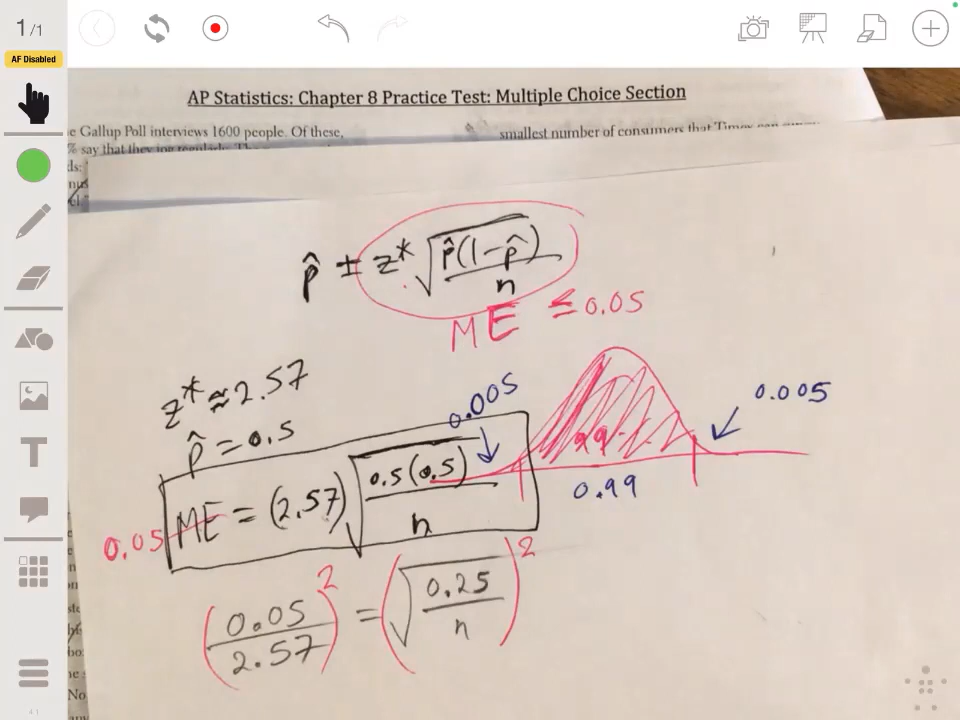 1/1
AF Disabled
AP Statistics: Chapter 8 Practice Test: Multiple Choice Section
e Gallup Poll interviews 1600 people. Of these,
smallest number of consumers that
% say that they jog regularly.
p̂ ± z* √(p̂(1-p̂)/n)
ME ≤ 0.05
z* ≈ 2.57
p̂ = 0.5
0.005
0.005
99%
0.99
0.05 ME = (2.57) √(0.5(0.5)/n)
(0.05/2.57)² = (√(0.25/n))²
T
No,